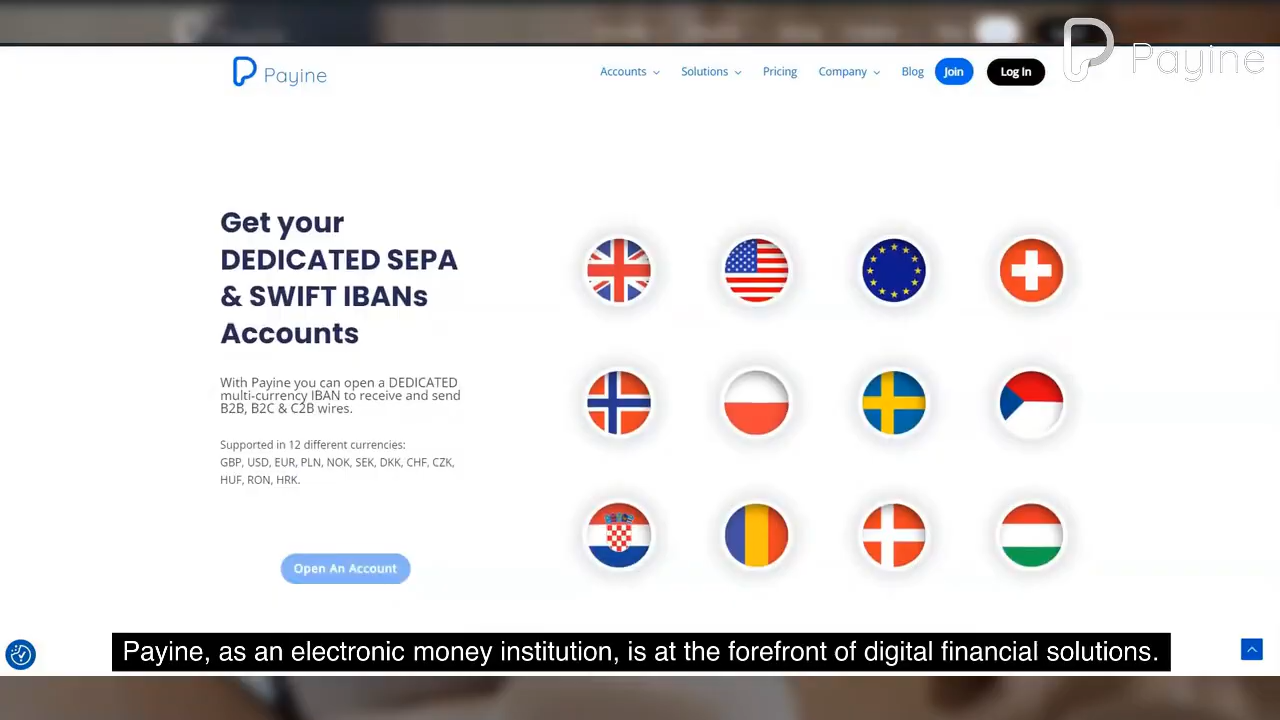 Payine
Payine
Accounts
Solutions
Pricing
Company
Blog
Join
Log In
Get your
DEDICATED SEPA
& SWIFT IBANs
Accounts
With Payine you can open a DEDICATED
multi-currency IBAN to receive and send
B2B, B2C & C2B wires.
Supported in 12 different currencies:
GBP, USD, EUR, PLN, NOK, SEK, DKK, CHF, CZK,
HUF, RON, HRK.
Open An Account
Payine, as an electronic money institution, is at the forefront of digital financial solutions.